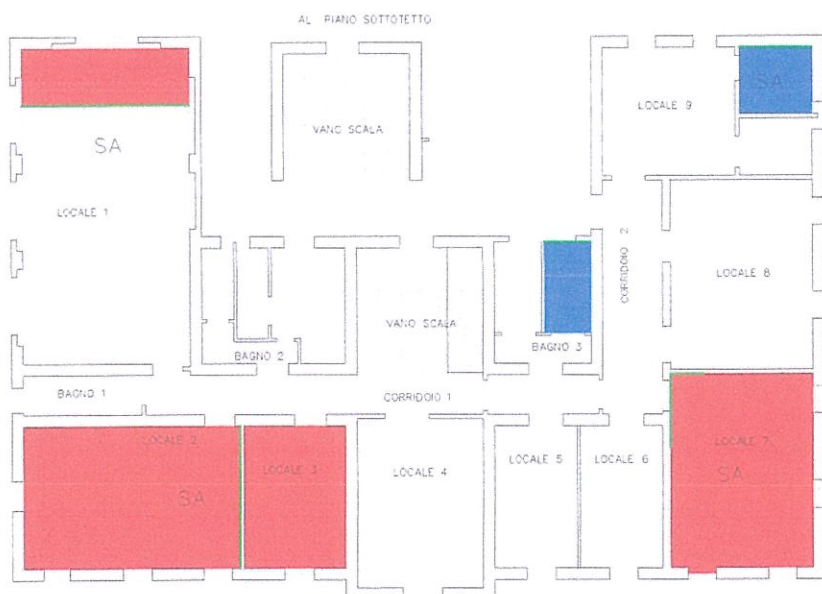 AL PIANO SOTTOTETTO
SA
LOCALE 9
VANO SCALA
SA
LOCALE 1
CORRIDOIO 2
LOCALE 8
VANO SCALA
BAGNO 2
BAGNO 3
BAGNO 1
CORRIDOIO 1
LOCALE 2
LOCALE 3
LOCALE 4
LOCALE 5
LOCALE 6
LOCALE 7
SA
SA